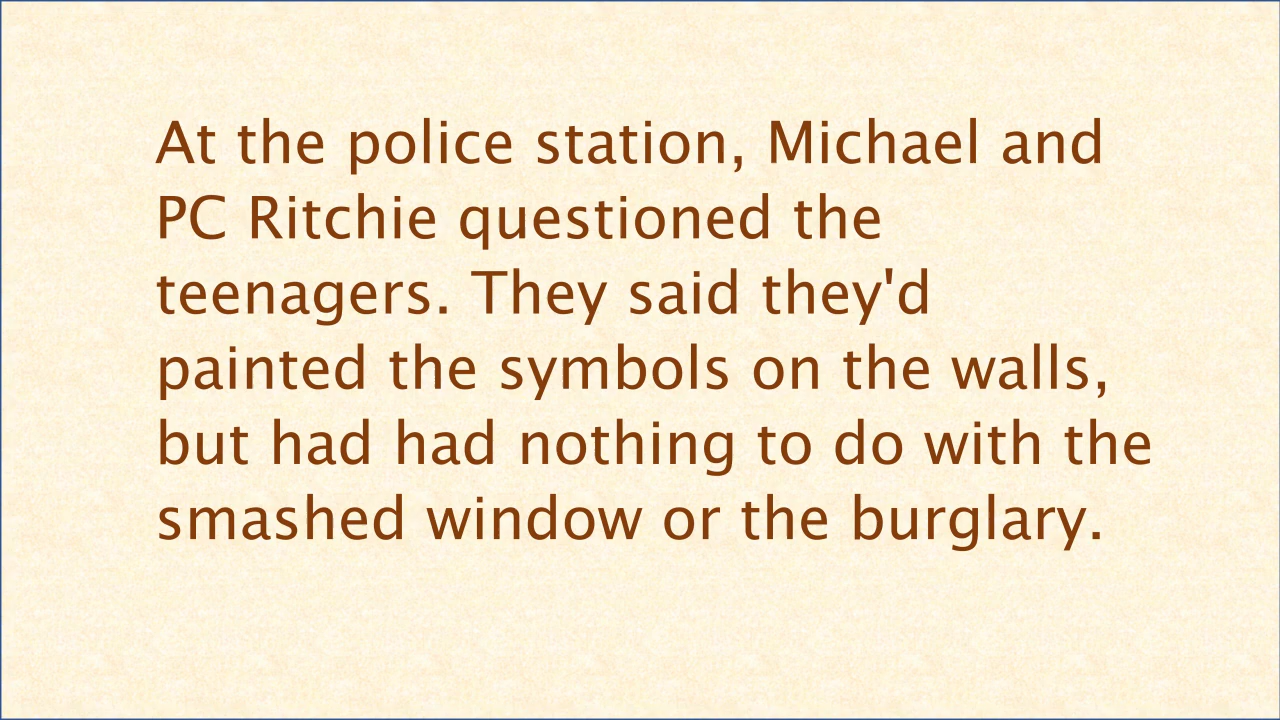 At the police station, Michael and
PC Ritchie questioned the
teenagers. They said they'd
painted the symbols on the walls,
but had had nothing to do with the
smashed window or the burglary.